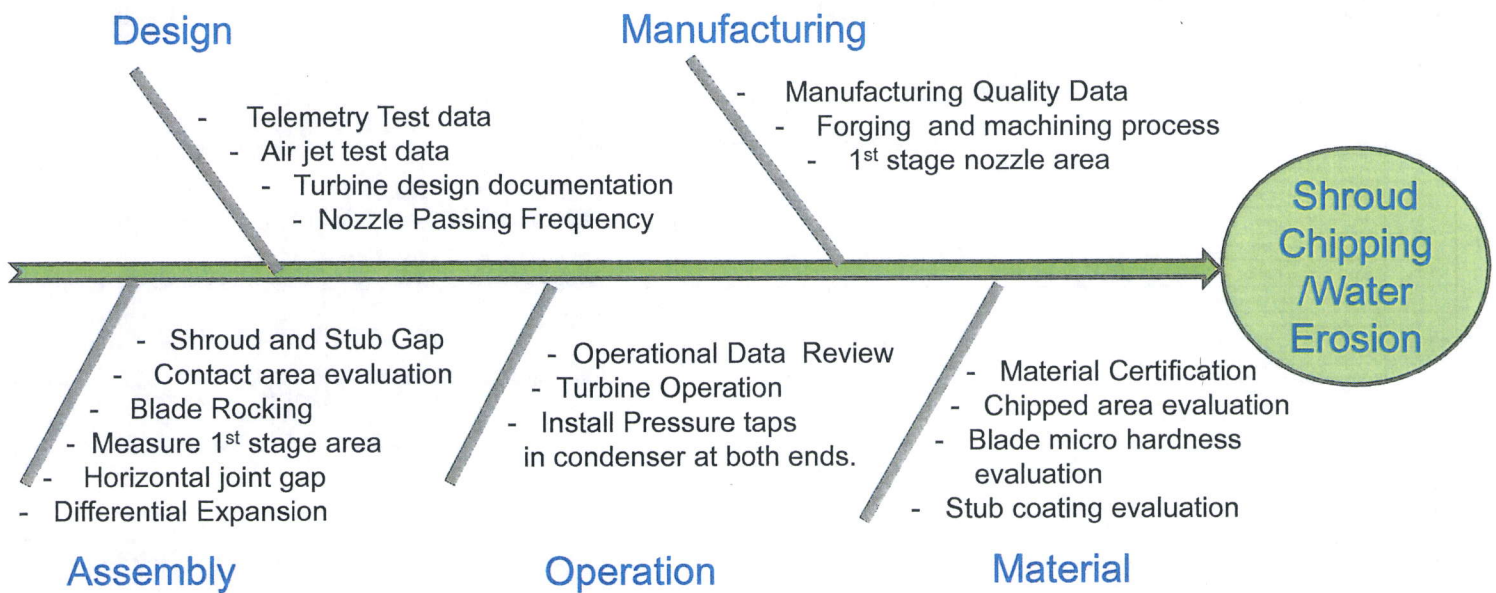 Design
- Telemetry Test data
- Air jet test data
- Turbine design documentation
- Nozzle Passing Frequency
Manufacturing
- Manufacturing Quality Data
- Forging and machining process
- 1st stage nozzle area
Shroud
Chipping
/Water
Erosion
- Shroud and Stub Gap
- Contact area evaluation
- Blade Rocking
- Measure 1st stage area
- Horizontal joint gap
- Differential Expansion
Assembly
- Operational Data Review
- Turbine Operation
- Install Pressure taps
in condenser at both ends.
Operation
- Material Certification
- Chipped area evaluation
- Blade micro hardness
evaluation
- Stub coating evaluation
Material